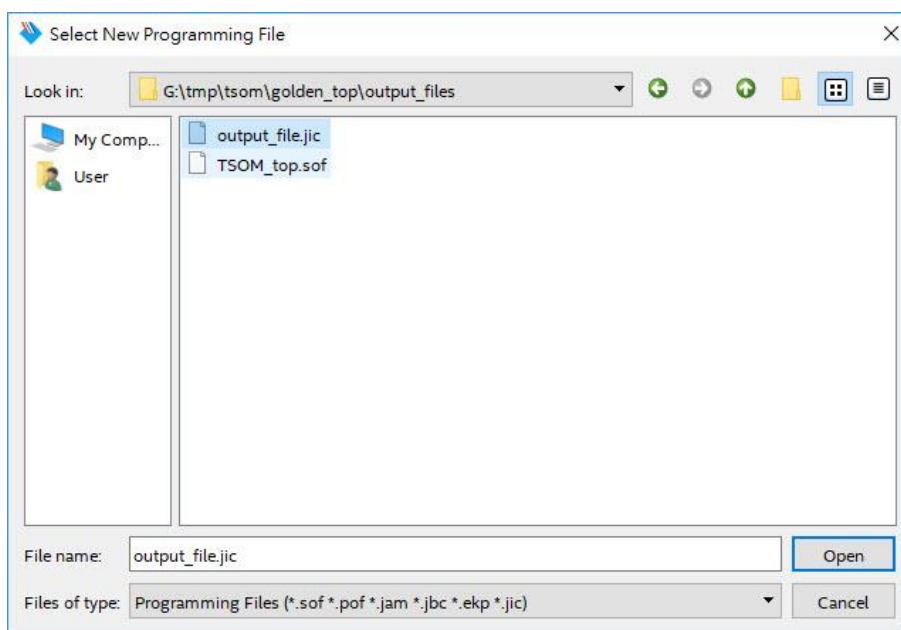 Select New Programming File
Look in: G:\tmp\tsom\golden_top\output_files
My Comp...
User
output_file.jic
TSOM_top.sof
File name: output_file.jic Open
Files of type: Programming Files (*.sof *.pof *.jam *.jbc *.ekp *.jic) Cancel